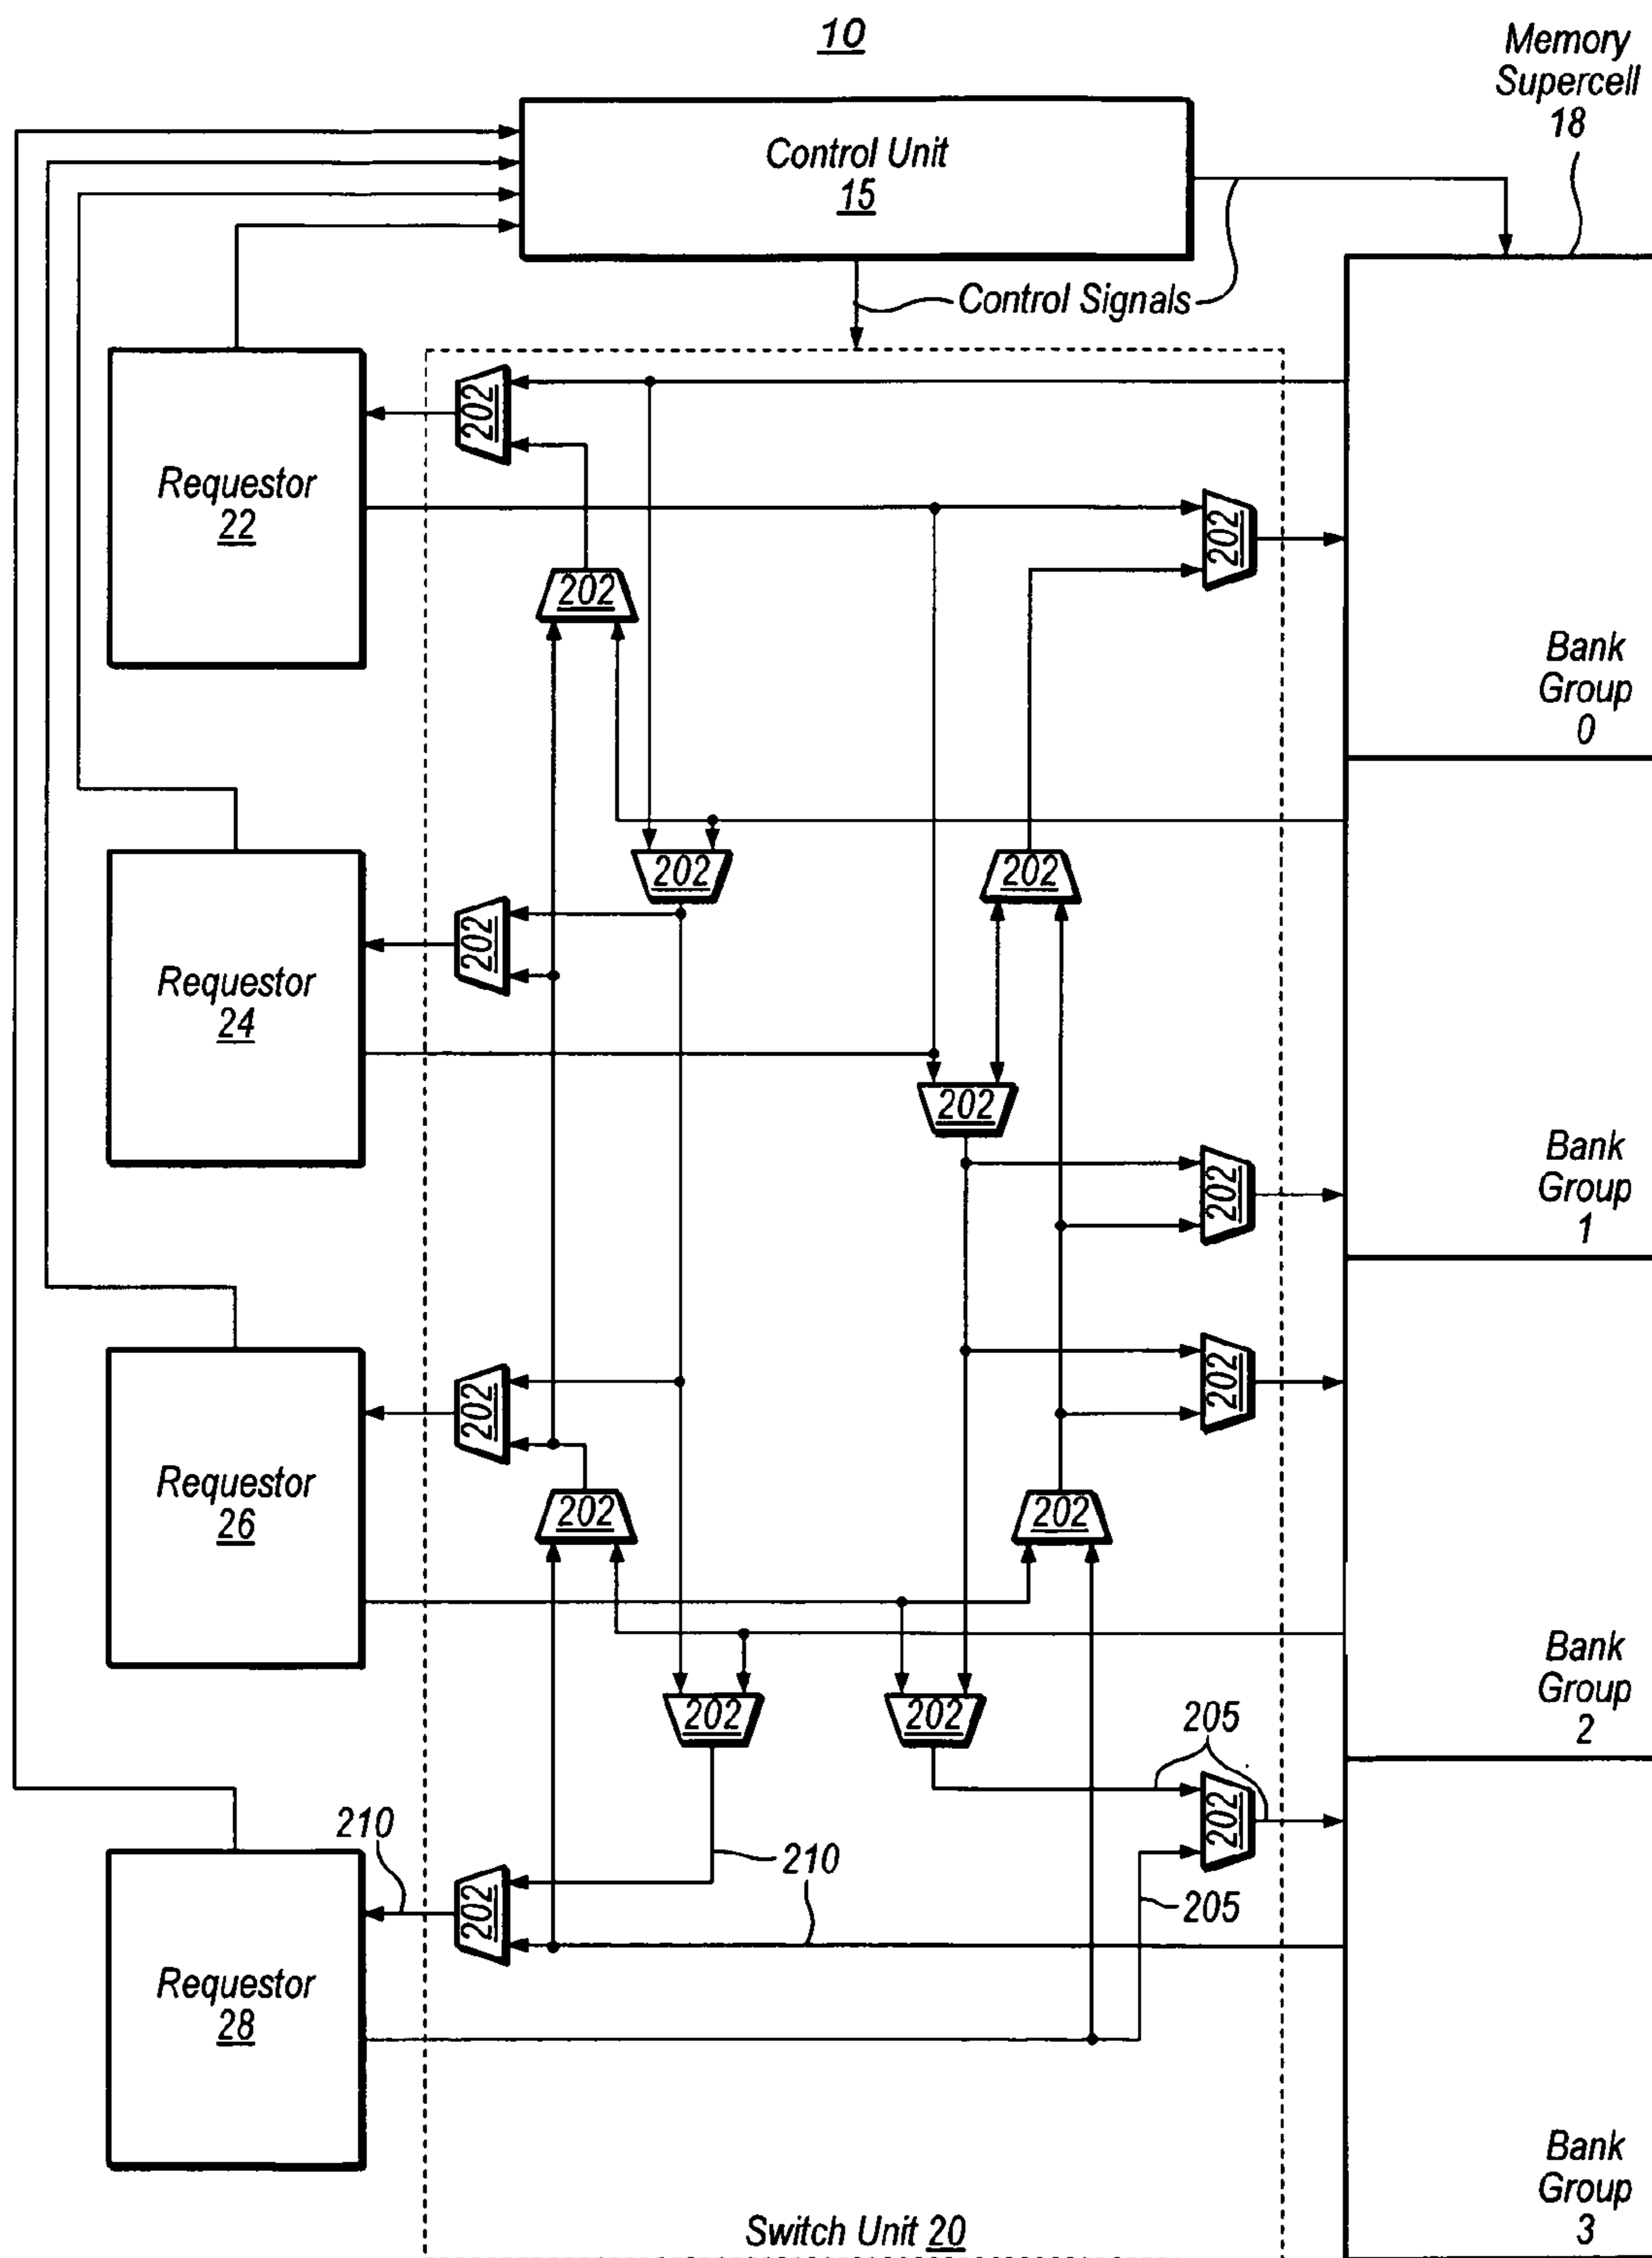 10
Memory
Supercell
18
Control Unit
15
Control Signals
202
Requestor
22
202
202
Bank
Group
0
202
202
202
Requestor
24
202
202
Bank
Group
1
202
202
202
202
Requestor
26
Bank
Group
2
202
202
205
202
210
210
202
205
Requestor
28
Bank
Group
3
Switch Unit 20